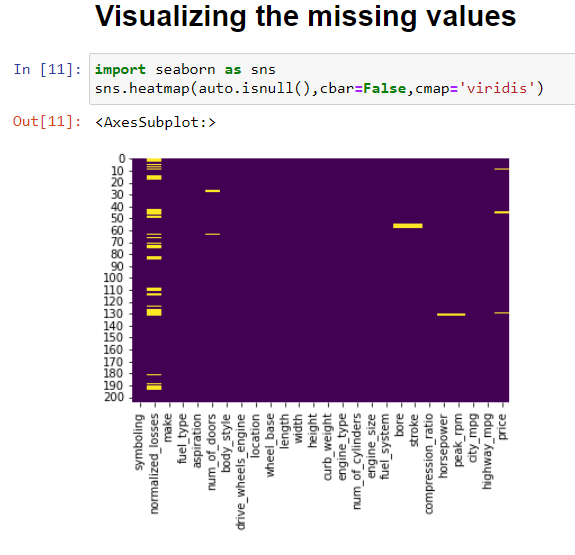 Visualizing the missing values
In [11]: import seaborn as sns
sns.heatmap(auto.isnull(),cbar=False,cmap='viridis')
Out[11]: <AxesSubplot:>
0
10
20
30
40
50
60
70
80
90
100
110
120
130
140
150
160
170
180
190
200
symboling
normalized_losses
make
fuel_type
aspiration
num_of_doors
body_style
drive_wheels_engine
location
wheel_base
length
width
height
curb_weight
engine_type
num_of_cylinders
engine_size
fuel_system
bore
stroke
compression_ratio
horsepower
peak_rpm
city_mpg
highway_mpg
price